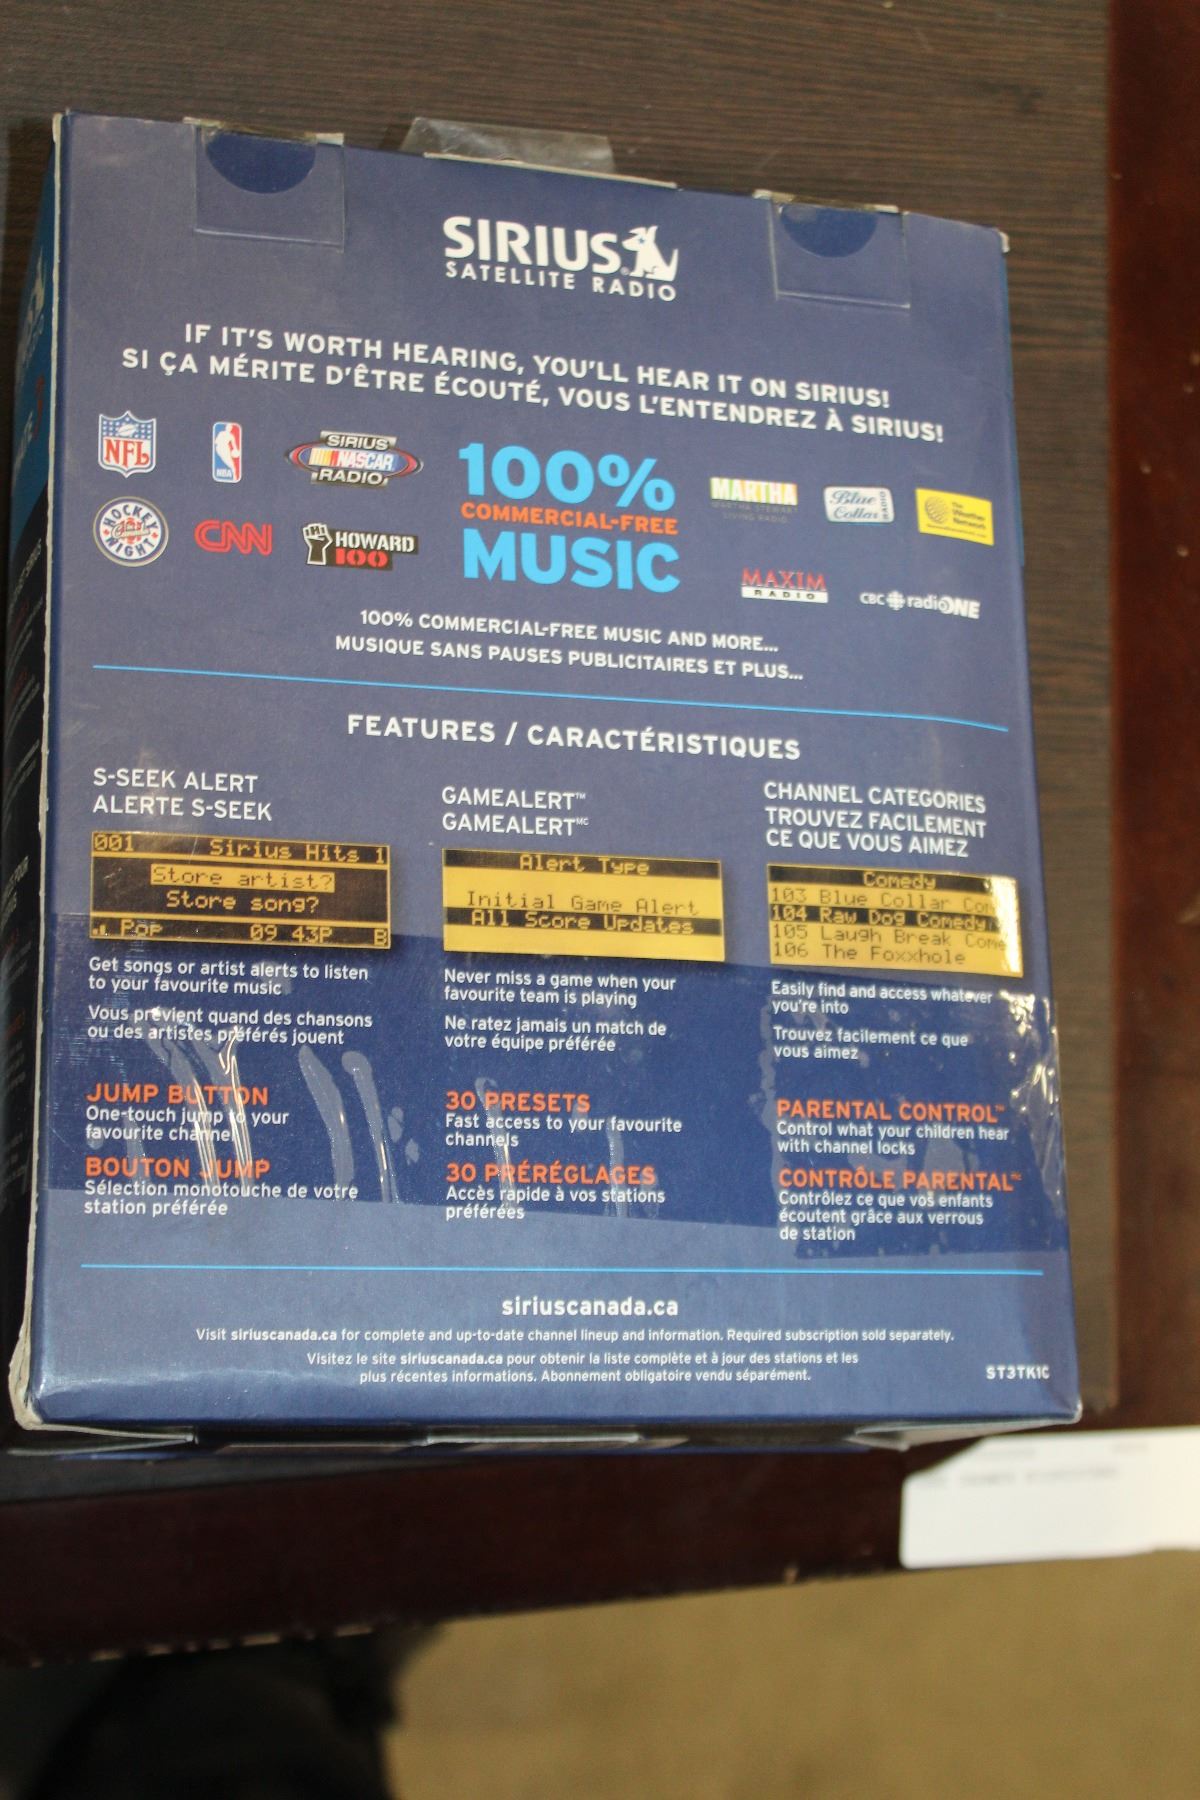 SIRIUS
SATELLITE RADIO
IF IT'S WORTH HEARING, YOU'LL HEAR IT ON SIRIUS!
SI ÇA MÉRITE D'ÊTRE ÉCOUTÉ, VOUS L'ENTENDREZ À SIRIUS!
NFL
NBA
SIRIUS
NASCAR
RADIO
HOCKEY
NIGHT
CNN
HOWARD
100
100%
COMMERCIAL-FREE
MUSIC
MARTHA
MARTHA STEWART
LIVING RADIO
Blue
Collar
RADIO
The
Weather
Network
MAXIM
RADIO
CBC radiONE
100% COMMERCIAL-FREE MUSIC AND MORE...
MUSIQUE SANS PAUSES PUBLICITAIRES ET PLUS...
FEATURES / CARACTÉRISTIQUES
S-SEEK ALERT
ALERTE S-SEEK
001 Sirius Hits 1
Store artist?
Store song?
Pop 09 43P B
Get songs or artist alerts to listen
to your favourite music
Vous prévient quand des chansons
ou des artistes préférés jouent
GAMEALERT™
GAMEALERTMC
Alert Type
Initial Game Alert
All Score Updates
Never miss a game when your
favourite team is playing
Ne ratez jamais un match de
votre équipe préférée
CHANNEL CATEGORIES
TROUVEZ FACILEMENT
CE QUE VOUS AIMEZ
Comedy
103 Blue Collar Com
104 Raw Dog Comedy
105 Laugh Break Come
106 The Foxxhole
Easily find and access whatever
you're into
Trouvez facilement ce que
vous aimez
JUMP BUTTON
One-touch jump to your
favourite channel
BOUTON JUMP
Sélection monotouche de votre
station préférée
30 PRESETS
Fast access to your favourite
channels
30 PRÉRÉGLAGES
Accès rapide à vos stations
préférées
PARENTAL CONTROL™
Control what your children hear
with channel locks
CONTRÔLE PARENTALMC
Contrôlez ce que vos enfants
écoutent grâce aux verrous
de station
siriuscanada.ca
Visit siriuscanada.ca for complete and up-to-date channel lineup and information. Required subscription sold separately.
Visitez le site siriuscanada.ca pour obtenir la liste complète et à jour des stations et les
plus récentes informations. Abonnement obligatoire vendu séparément.
ST3TK1C